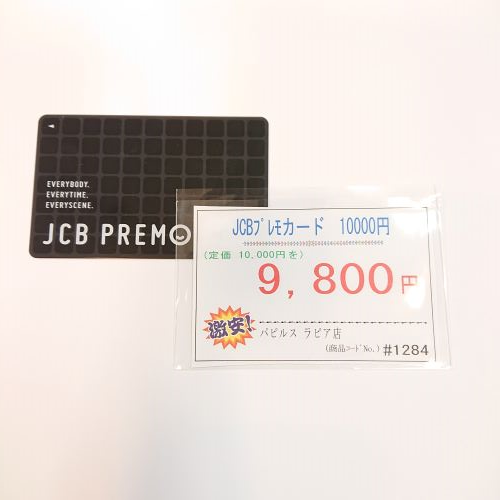 EVERYBODY.
EVERYTIME.
EVERYSCENE.
JCB PREMO
JCBプレモカード 10000円
(定価 10,000円を)
9,800円
激安!
パピルス ラピア店
(商品コードNo.) #1284